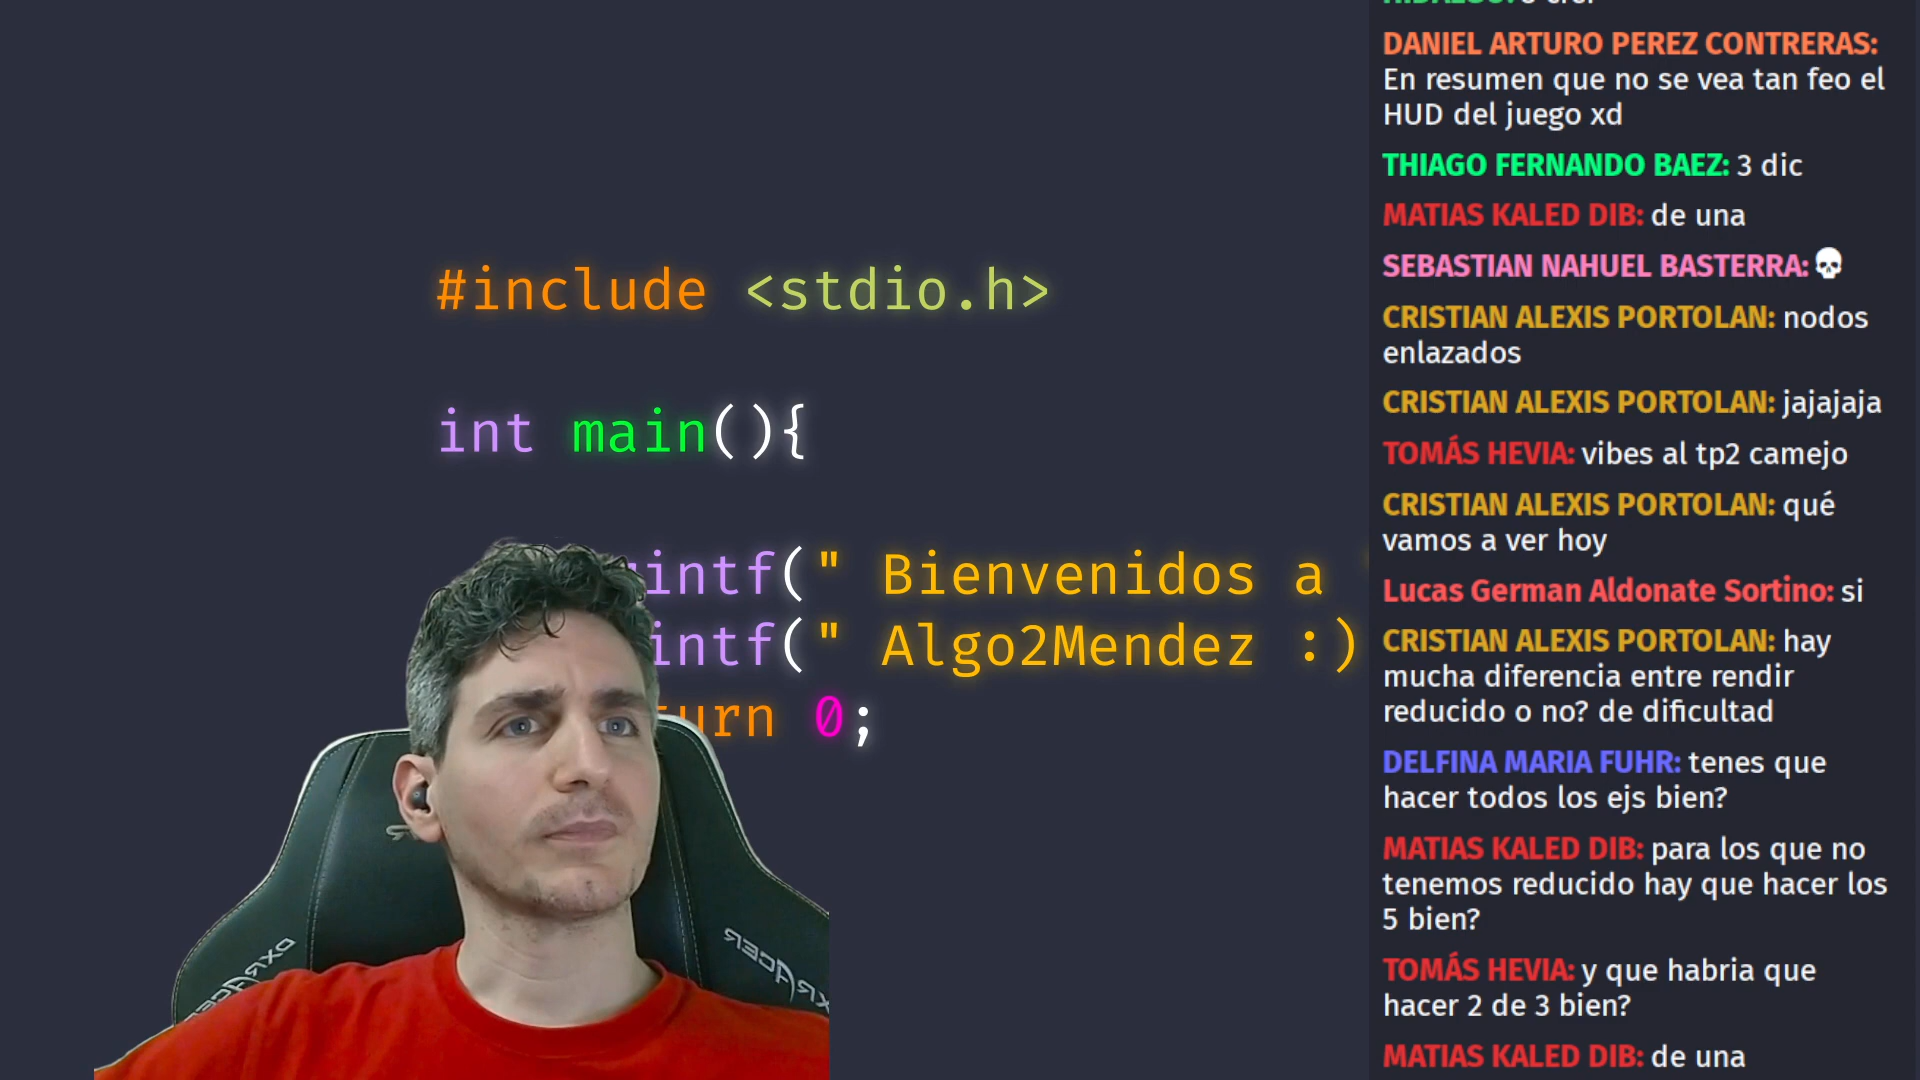 #include <stdio.h>
int main(){
intf(" Bienvenidos a
intf(" Algo2Mendez :)
urn 0;
DXRACER
DXRACER
DANIEL ARTURO PEREZ CONTRERAS:
En resumen que no se vea tan feo el
HUD del juego xd
THIAGO FERNANDO BAEZ: 3 dic
MATIAS KALED DIB: de una
SEBASTIAN NAHUEL BASTERRA:💀
CRISTIAN ALEXIS PORTOLAN: nodos
enlazados
CRISTIAN ALEXIS PORTOLAN: jajajaja
TOMÁS HEVIA: vibes al tp2 camejo
CRISTIAN ALEXIS PORTOLAN: qué
vamos a ver hoy
Lucas German Aldonate Sortino: si
CRISTIAN ALEXIS PORTOLAN: hay
mucha diferencia entre rendir
reducido o no? de dificultad
DELFINA MARIA FUHR: tenes que
hacer todos los ejs bien?
MATIAS KALED DIB: para los que no
tenemos reducido hay que hacer los
5 bien?
TOMÁS HEVIA: y que habria que
hacer 2 de 3 bien?
MATIAS KALED DIB: de una